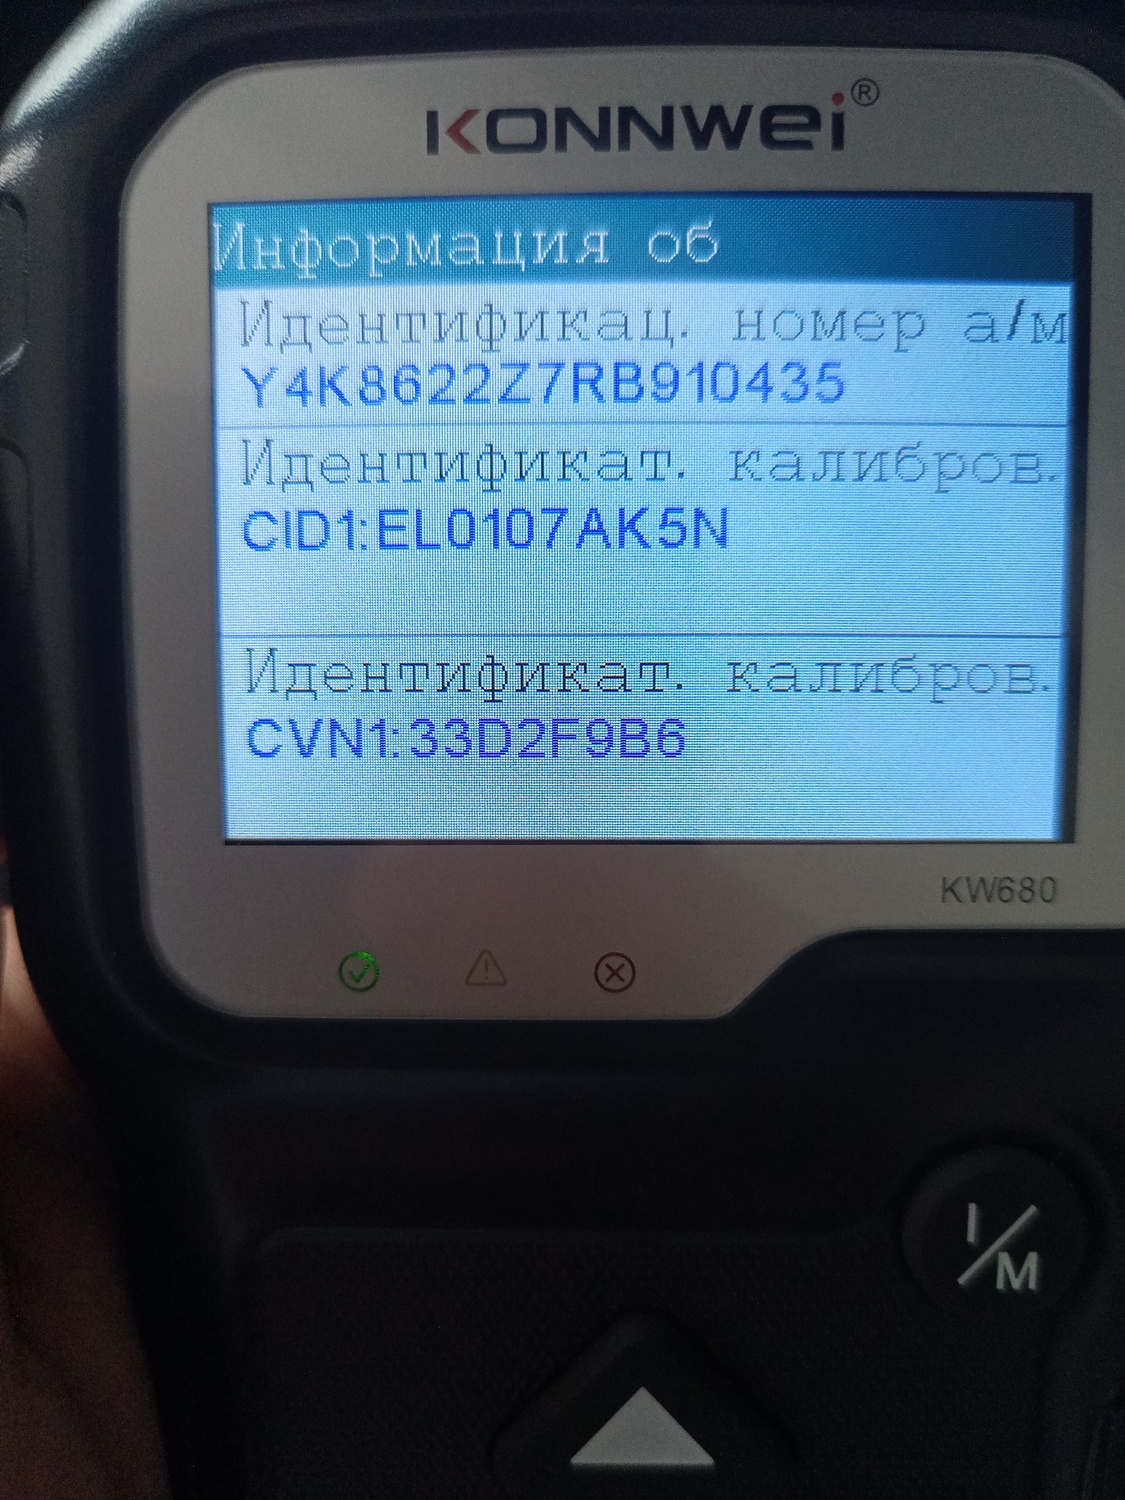 KONNWEI®
Информация об
Идентификац. номер а/м
Y4K8622Z7RB910435
Идентификат. калибров.
CID1:EL0107AK5N
Идентификат. калибров.
CVN1:33D2F9B6
KW680
I/M